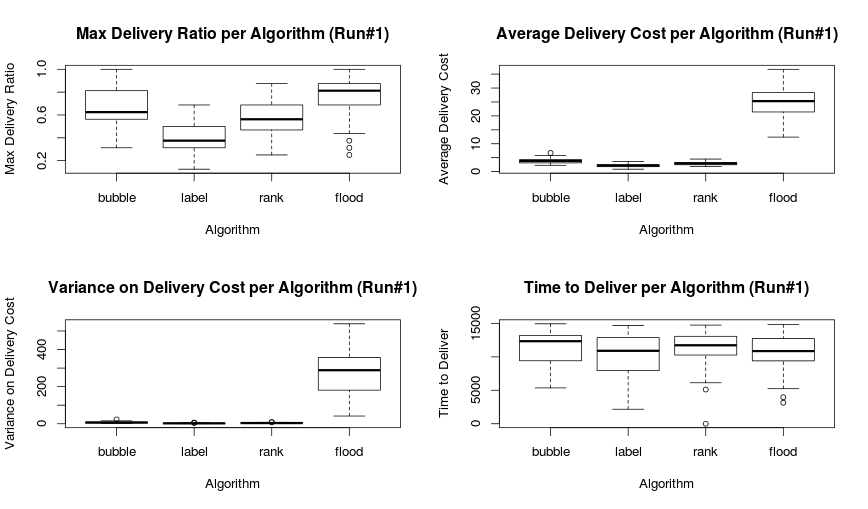 Max Delivery Ratio per Algorithm (Run#1)
Max Delivery Ratio
1.0
0.6
0.2
bubble label rank flood
Algorithm
Average Delivery Cost per Algorithm (Run#1)
Average Delivery Cost
30
20
10
0
bubble label rank flood
Algorithm
Variance on Delivery Cost per Algorithm (Run#1)
Variance on Delivery Cost
400
200
0
bubble label rank flood
Algorithm
Time to Deliver per Algorithm (Run#1)
Time to Deliver
15000
5000
0
bubble label rank flood
Algorithm